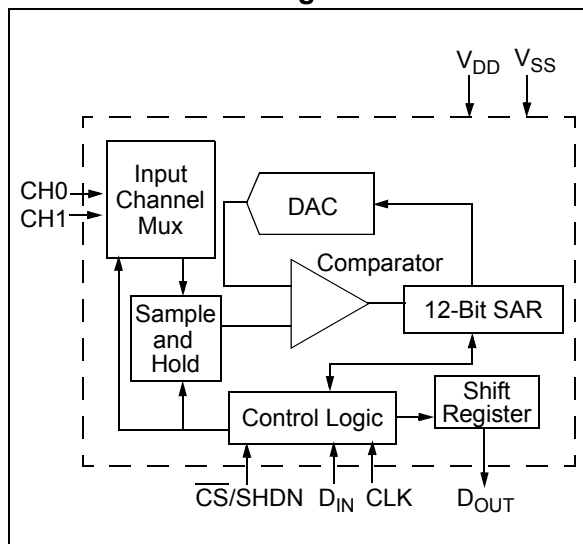 V_DD V_SS
Input
Channel
Mux
CH0
CH1
DAC
Comparator
Sample
and
Hold
12-Bit SAR
Control Logic
Shift
Register
C̅S̅/SHDN D_IN CLK D_OUT